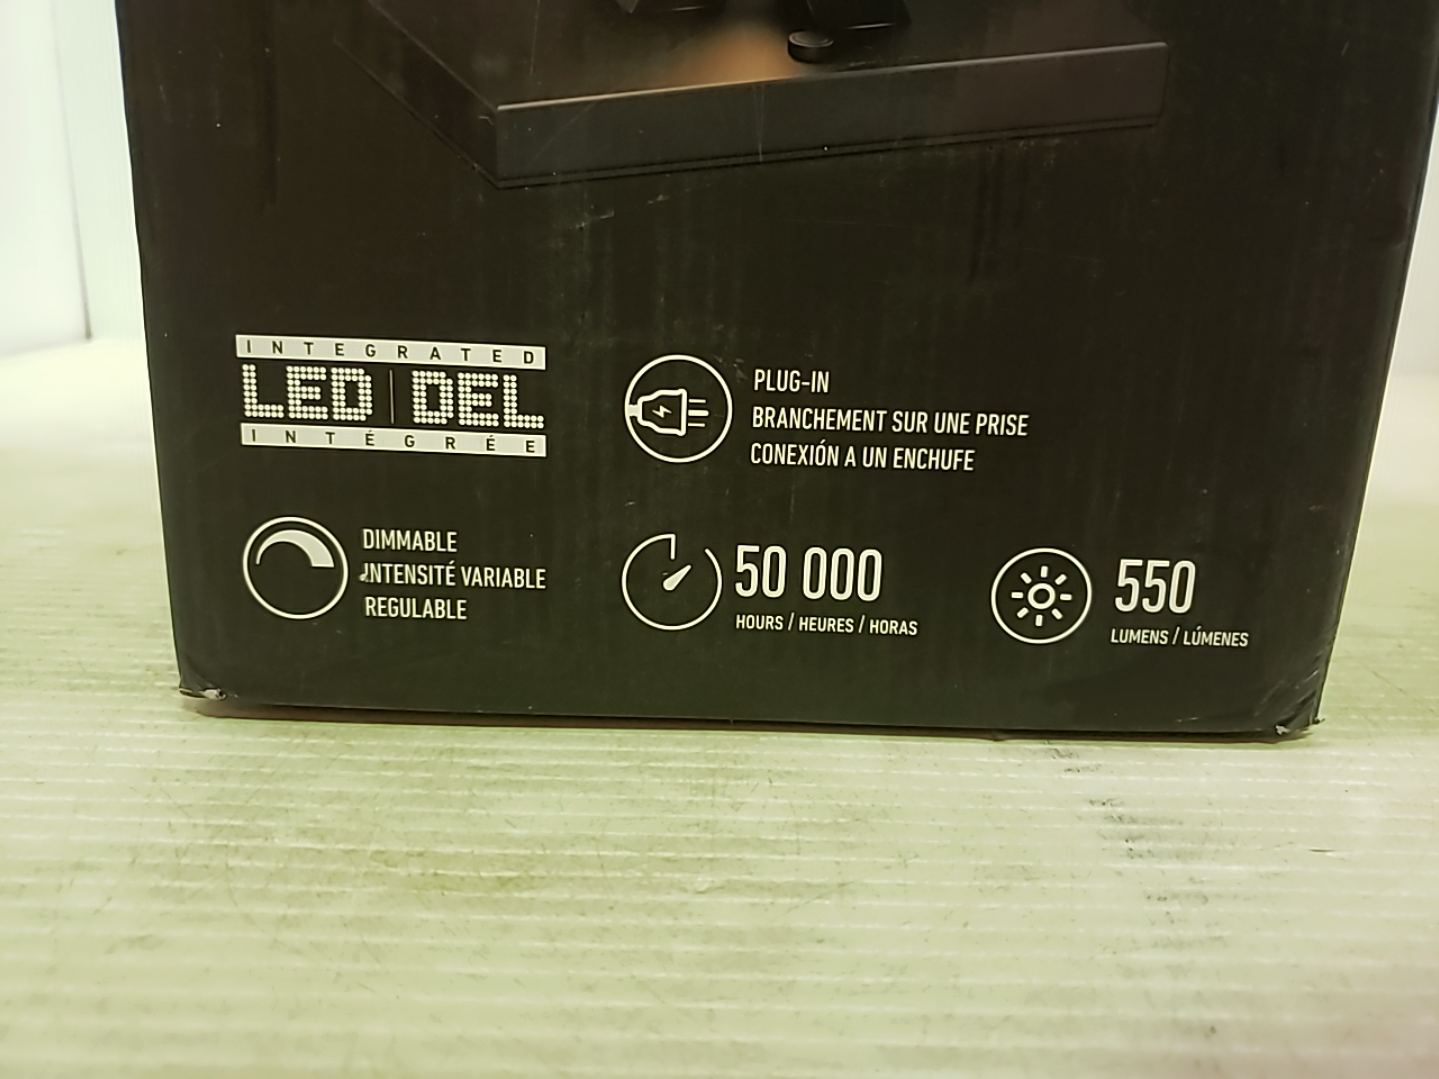 INTEGRATED
LED | DEL
INTÉGRÉE
PLUG-IN
BRANCHEMENT SUR UNE PRISE
CONEXIÓN A UN ENCHUFE
DIMMABLE
INTENSITÉ VARIABLE
REGULABLE
50 000
HOURS / HEURES / HORAS
550
LUMENS / LÚMENES